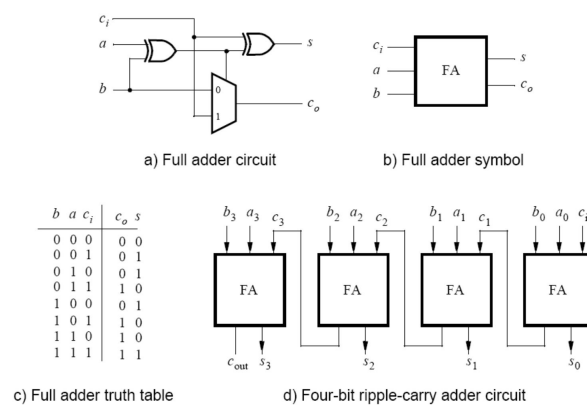 c_i
a
b
0
1
s
c_o
a) Full adder circuit
c_i
a
b
FA
s
c_o
b) Full adder symbol
b a c_i c_o s
0 0 0 0 0
0 0 1 0 1
0 1 0 0 1
0 1 1 1 0
1 0 0 0 1
1 0 1 1 0
1 1 0 1 0
1 1 1 1 1
c) Full adder truth table
b_3 a_3 c_3 b_2 a_2 c_2 b_1 a_1 c_1 b_0 a_0 c_i
FA FA FA FA
c_out s_3 s_2 s_1 s_0
d) Four-bit ripple-carry adder circuit